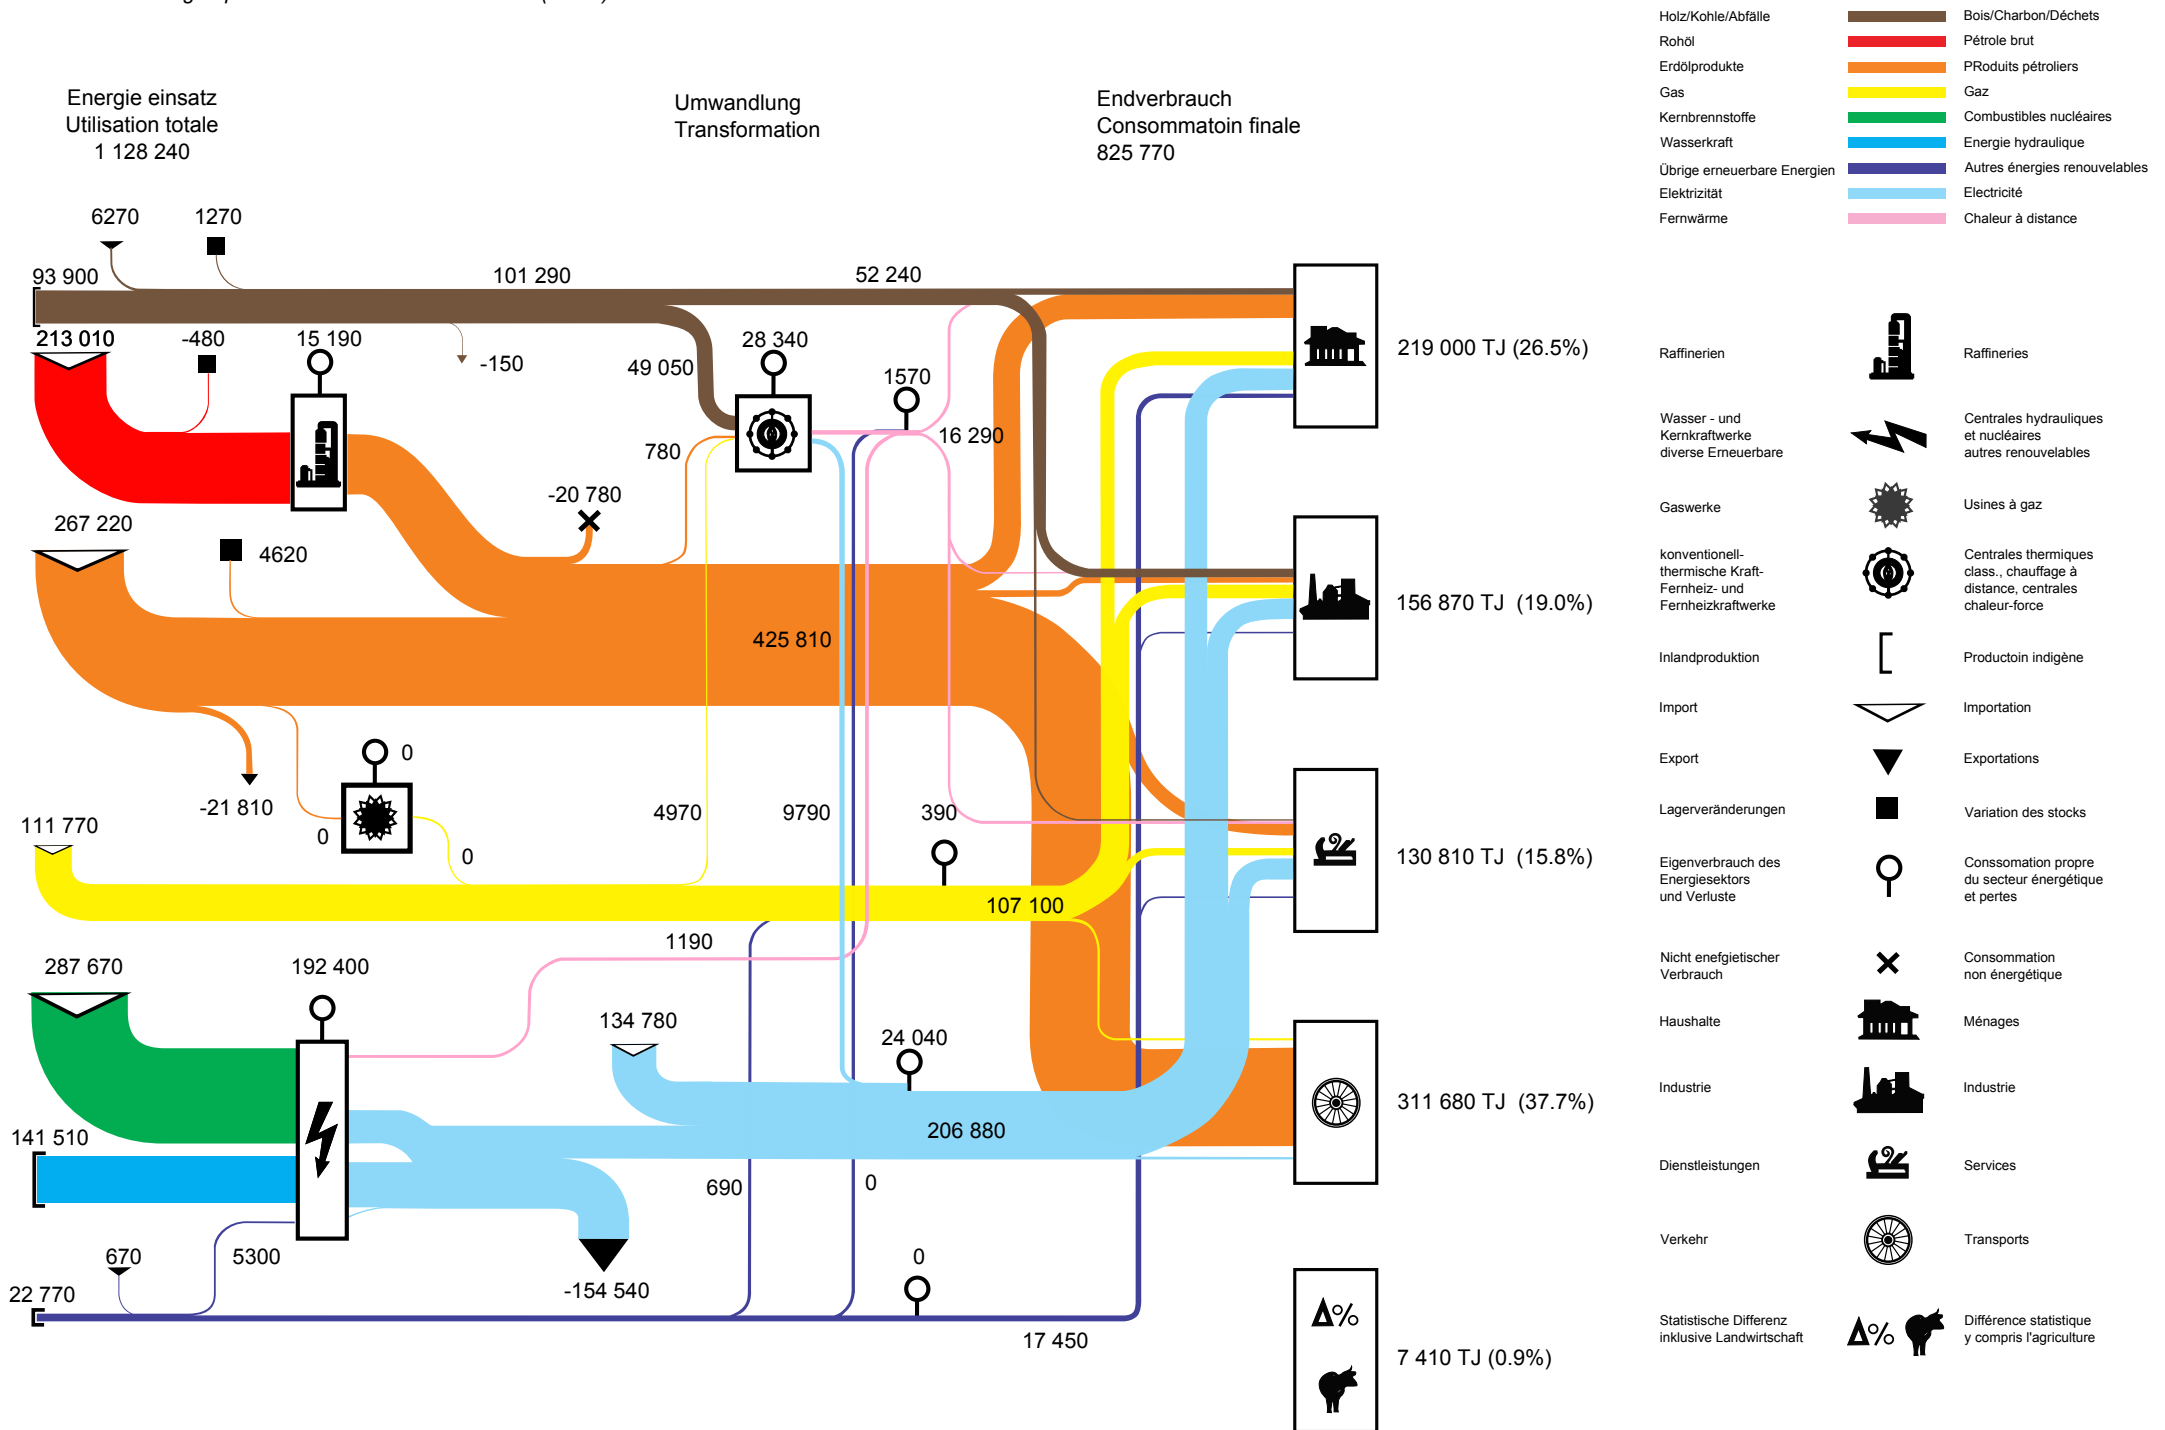 Energie einsatz
Utilisation totale
1 128 240
Umwandlung
Transformation
Endverbrauch
Consommatoin finale
825 770
6270
1270
93 900
101 290
52 240
213 010
-480
15 190
-150
49 050
28 340
1570
780
16 290
-20 780
267 220
4620
425 810
0
-21 810
0
0
111 770
4970
9790
390
107 100
1190
287 670
192 400
134 780
24 040
141 510
206 880
690
0
670
5300
0
-154 540
22 770
17 450
219 000 TJ (26.5%)
156 870 TJ (19.0%)
130 810 TJ (15.8%)
311 680 TJ (37.7%)
Δ%
7 410 TJ (0.9%)
Holz/Kohle/Abfälle Bois/Charbon/Déchets
Rohöl Pétrole brut
Erdölprodukte PRoduits pétroliers
Gas Gaz
Kernbrennstoffe Combustibles nucléaires
Wasserkraft Energie hydraulique
Übrige erneuerbare Energien Autres énergies renouvelables
Elektrizität Electricité
Fernwärme Chaleur à distance
Raffinerien Raffineries
Wasser - und
Kernkraftwerke
diverse Erneuerbare
Centrales hydrauliques
et nucléaires
autres renouvelables
Gaswerke Usines à gaz
konventionell-
thermische Kraft-
Fernheiz- und
Fernheizkraftwerke
Centrales thermiques
class., chauffage à
distance, centrales
chaleur-force
Inlandproduktion Productoin indigène
Import Importation
Export Exportations
Lagerveränderungen Variation des stocks
Eigenverbrauch des
Energiesektors
und Verluste
Conssomation propre
du secteur énergétique
et pertes
Nicht enefgietischer
Verbrauch
Consommation
non énergétique
Haushalte Ménages
Industrie Industrie
Dienstleistungen Services
Verkehr Transports
Statistische Differenz
inklusive Landwirtschaft
Δ%
Différence statistique
y compris l'agriculture